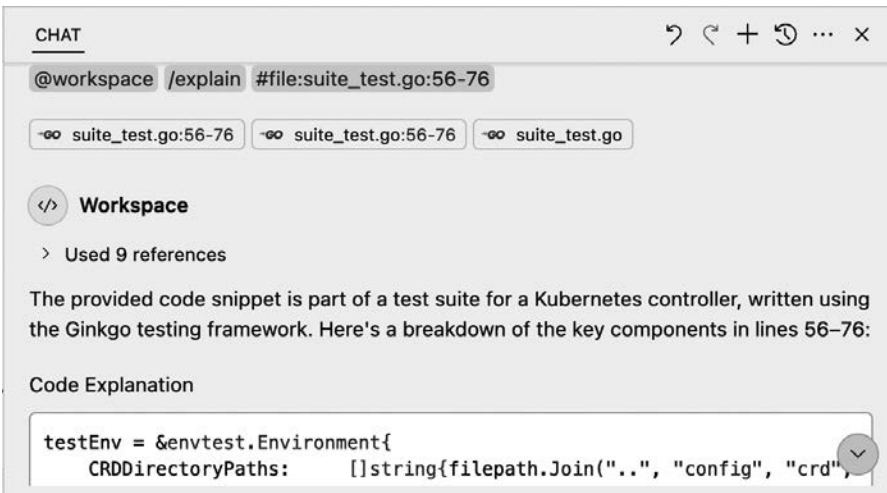 CHAT
@workspace /explain #file:suite_test.go:56-76
GO suite_test.go:56-76 GO suite_test.go:56-76 GO suite_test.go
</> Workspace
> Used 9 references
The provided code snippet is part of a test suite for a Kubernetes controller, written using
the Ginkgo testing framework. Here's a breakdown of the key components in lines 56–76:
Code Explanation
testEnv = &envtest.Environment{
    CRDDirectoryPaths:     []string{filepath.Join("..", "config", "crd",